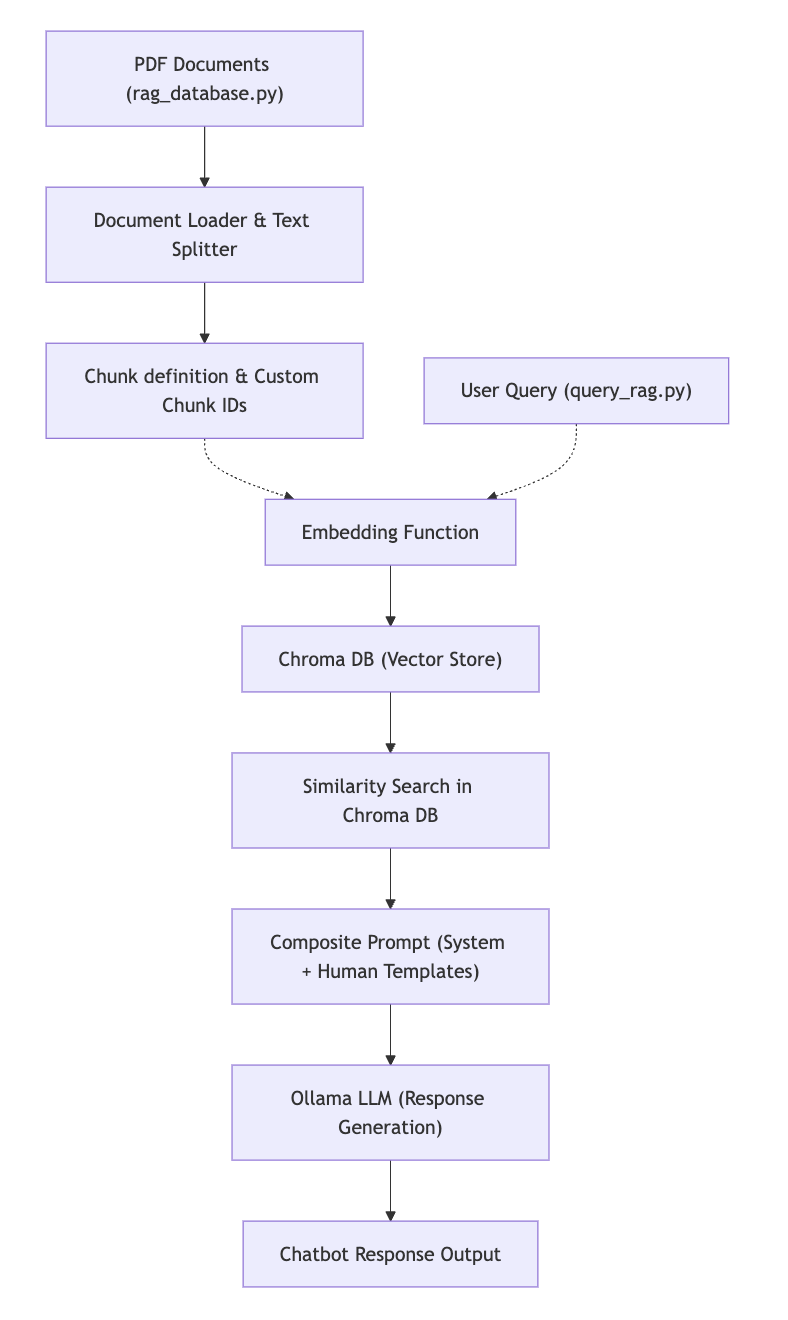 PDF Documents
(rag_database.py)
Document Loader & Text
Splitter
Chunk definition & Custom
Chunk IDs
User Query (query_rag.py)
Embedding Function
Chroma DB (Vector Store)
Similarity Search in
Chroma DB
Composite Prompt (System
+ Human Templates)
Ollama LLM (Response
Generation)
Chatbot Response Output